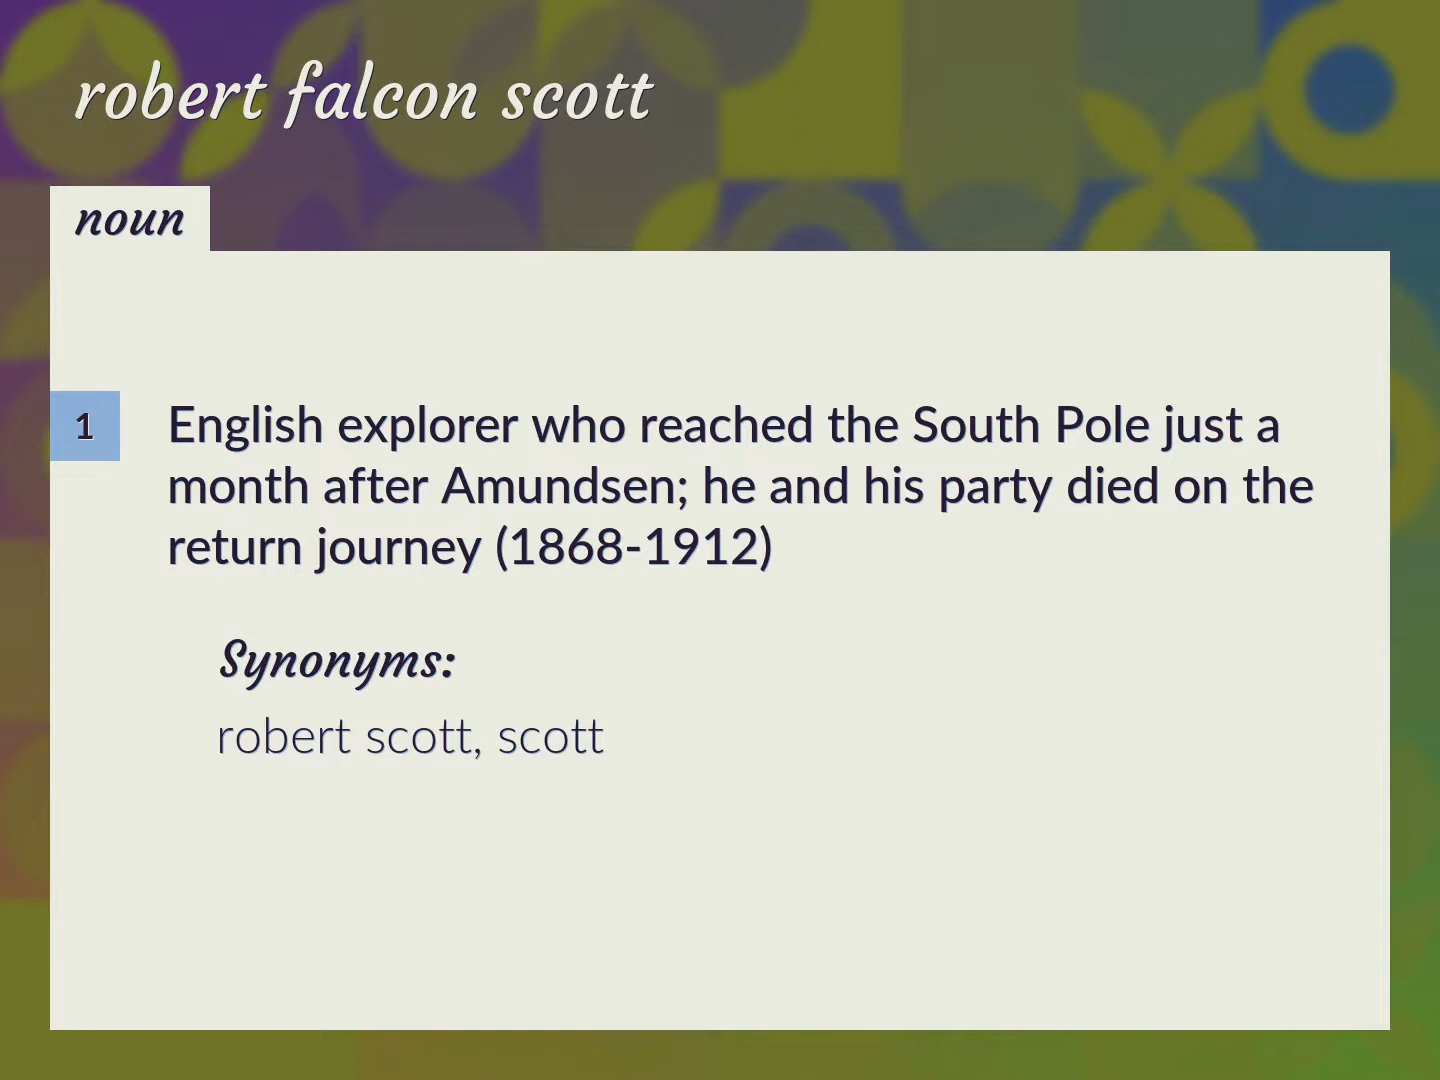 robert falcon scott
noun
1
English explorer who reached the South Pole just a
month after Amundsen; he and his party died on the
return journey (1868-1912)
Synonyms:
robert scott, scott